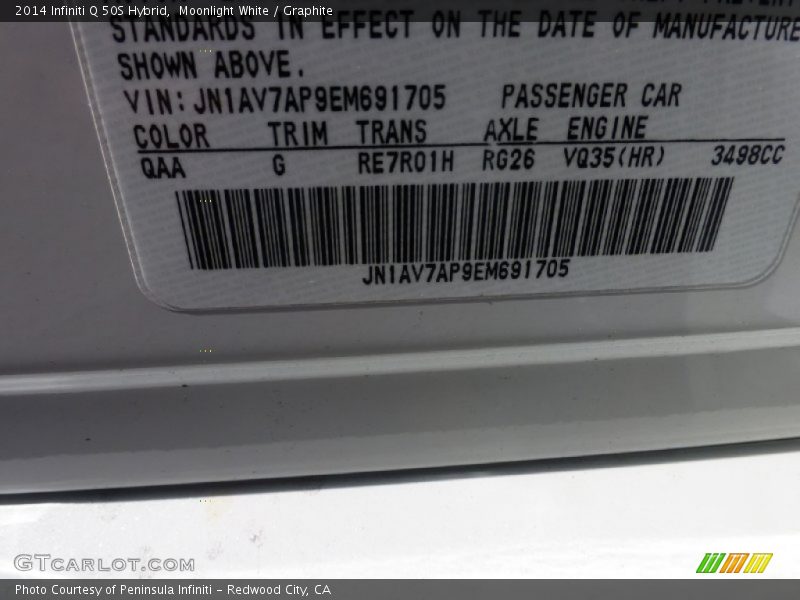 2014 Infiniti Q 50S Hybrid, Moonlight White / Graphite
STANDARDS IN EFFECT ON THE DATE OF MANUFACTURE
SHOWN ABOVE.
VIN: JN1AV7AP9EM691705 PASSENGER CAR
COLOR TRIM TRANS AXLE ENGINE
QAA G RE7R01H RG26 VQ35(HR) 3498CC
JN1AV7AP9EM691705
GTCARLOT.COM
Photo Courtesy of Peninsula Infiniti - Redwood City, CA